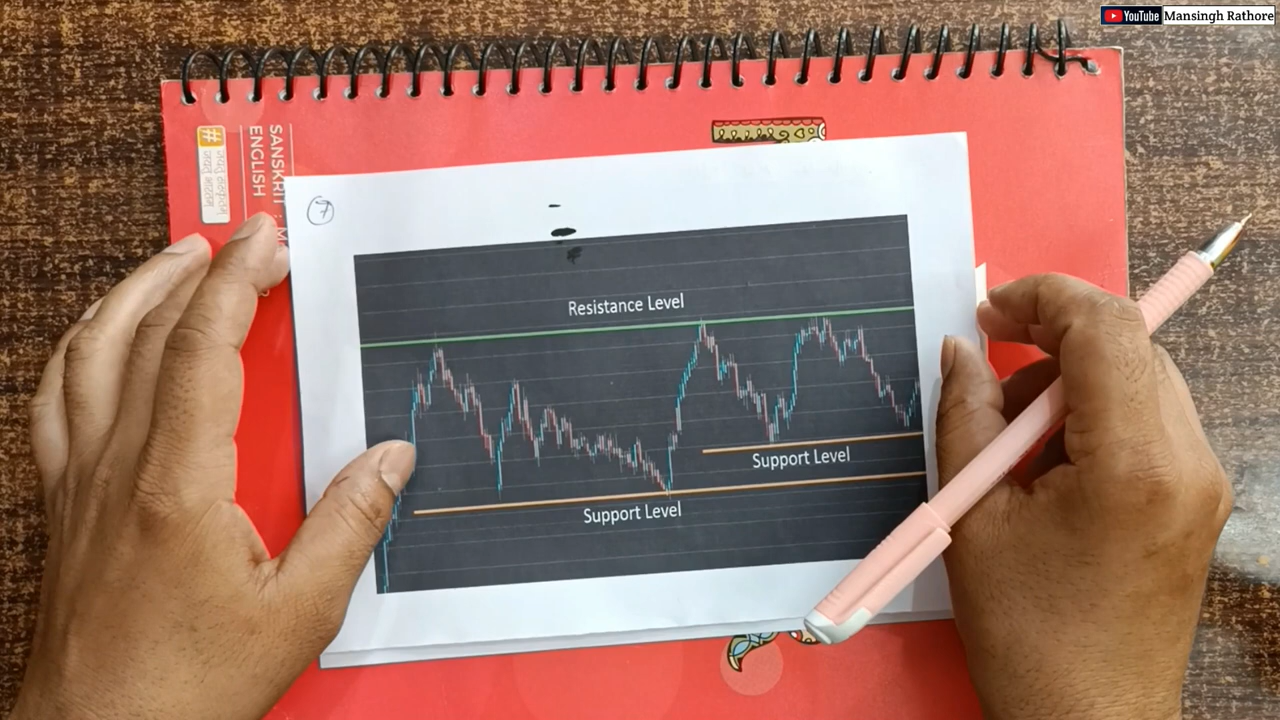 YouTube Mansingh Rathore
SANSKRIT
ENGLISH
#
7
Resistance Level
Support Level
Support Level